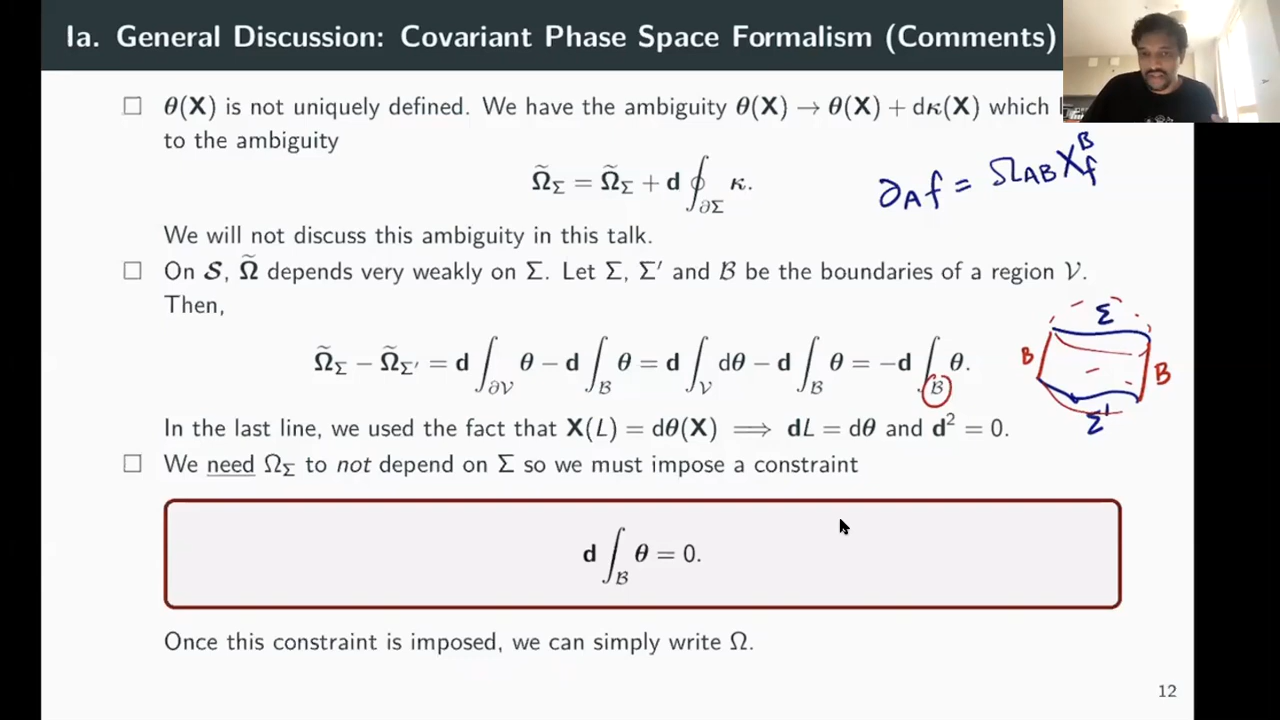 Ia. General Discussion: Covariant Phase Space Formalism (Comments)
□ θ(X) is not uniquely defined. We have the ambiguity θ(X) → θ(X) + dκ(X) which
to the ambiguity
Ω̃_Σ = Ω̃_Σ + d ∮_∂Σ κ.
∂_A f = Ω_AB X_f^B
We will not discuss this ambiguity in this talk.
□ On 𝓢, Ω̃ depends very weakly on Σ. Let Σ, Σ′ and ℬ be the boundaries of a region 𝒱.
Then,
Ω̃_Σ − Ω̃_Σ′ = d ∫_∂𝒱 θ − d ∫_ℬ θ = d ∫_𝒱 dθ − d ∫_ℬ θ = −d ∫_ℬ θ.
Σ
B
B
Σ′
In the last line, we used the fact that X(L) = dθ(X) ⟹ dL = dθ and d² = 0.
□ We need Ω_Σ to not depend on Σ so we must impose a constraint
d ∫_ℬ θ = 0.
Once this constraint is imposed, we can simply write Ω.
12